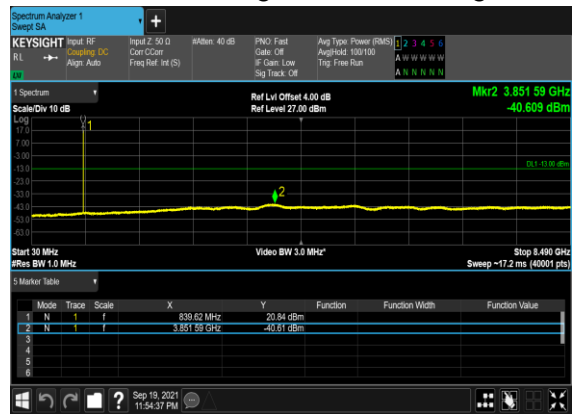 Spectrum Analyzer 1
Swept SA
KEYSIGHT Input: RF Input Z: 50 Ω #Atten: 40 dB PNO: Fast Avg Type: Power (RMS) 1 2 3 4 5 6
RL Coupling: DC Corr CCorr Gate: Off Avg|Hold: 100/100 A W W W W W
Align: Auto Freq Ref: Int (S) IF Gain: Low Trig: Free Run
LW Sig Track: Off A N N N N N
1 Spectrum Ref Lvl Offset 4.00 dB Mkr2 3.851 59 GHz
Scale/Div 10 dB Ref Level 27.00 dBm -40.609 dBm
Log
17.0 1
7.00
-3.00
-13.0 DL1 -13.00 dBm
-23.0
-33.0 2
-43.0
-53.0
-63.0
Start 30 MHz Video BW 3.0 MHz* Stop 8.490 GHz
#Res BW 1.0 MHz Sweep ~17.2 ms (40001 pts)
5 Marker Table
Mode Trace Scale X Y Function Function Width Function Value
1 N 1 f 839.62 MHz 20.84 dBm
2 N 1 f 3.851 59 GHz -40.61 dBm
3
4
5
6
? Sep 19, 2021
11:54:37 PM